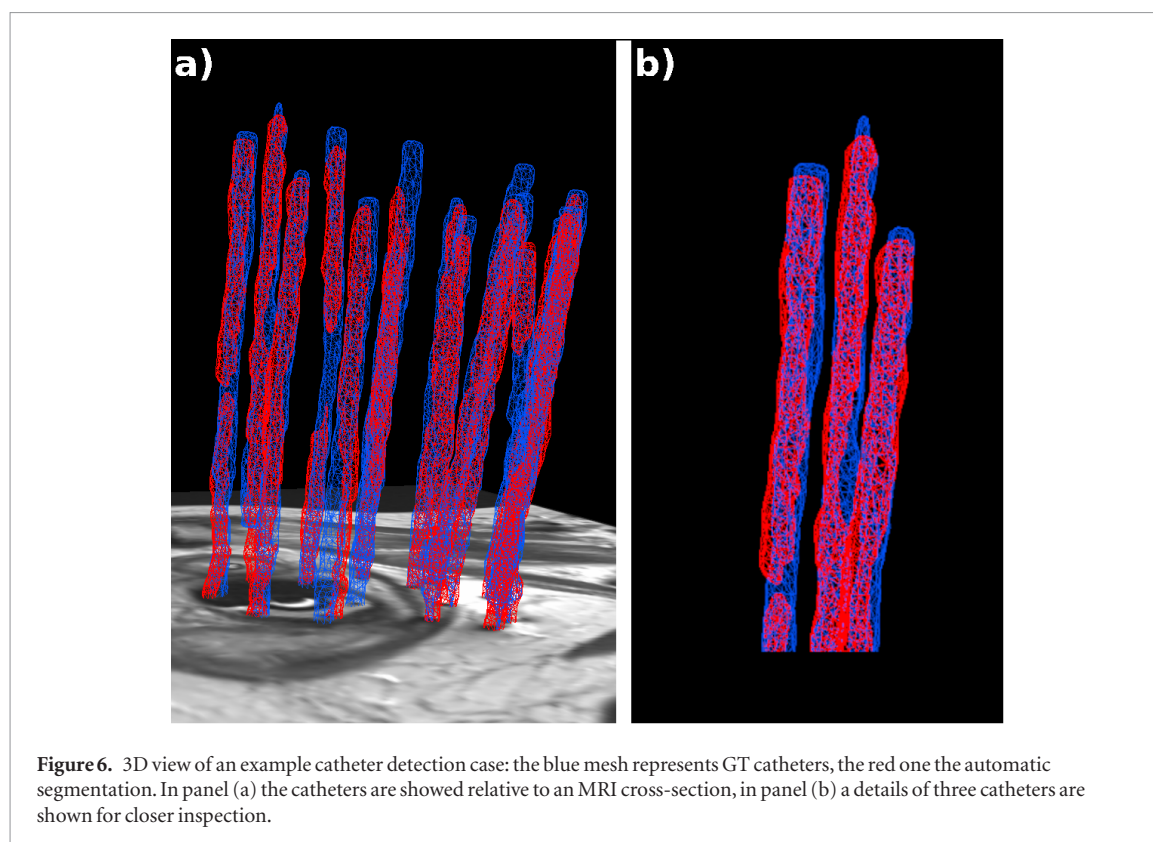 a)
b)
Figure 6. 3D view of an example catheter detection case: the blue mesh represents GT catheters, the red one the automatic
segmentation. In panel (a) the catheters are showed relative to an MRI cross-section, in panel (b) a details of three catheters are
shown for closer inspection.